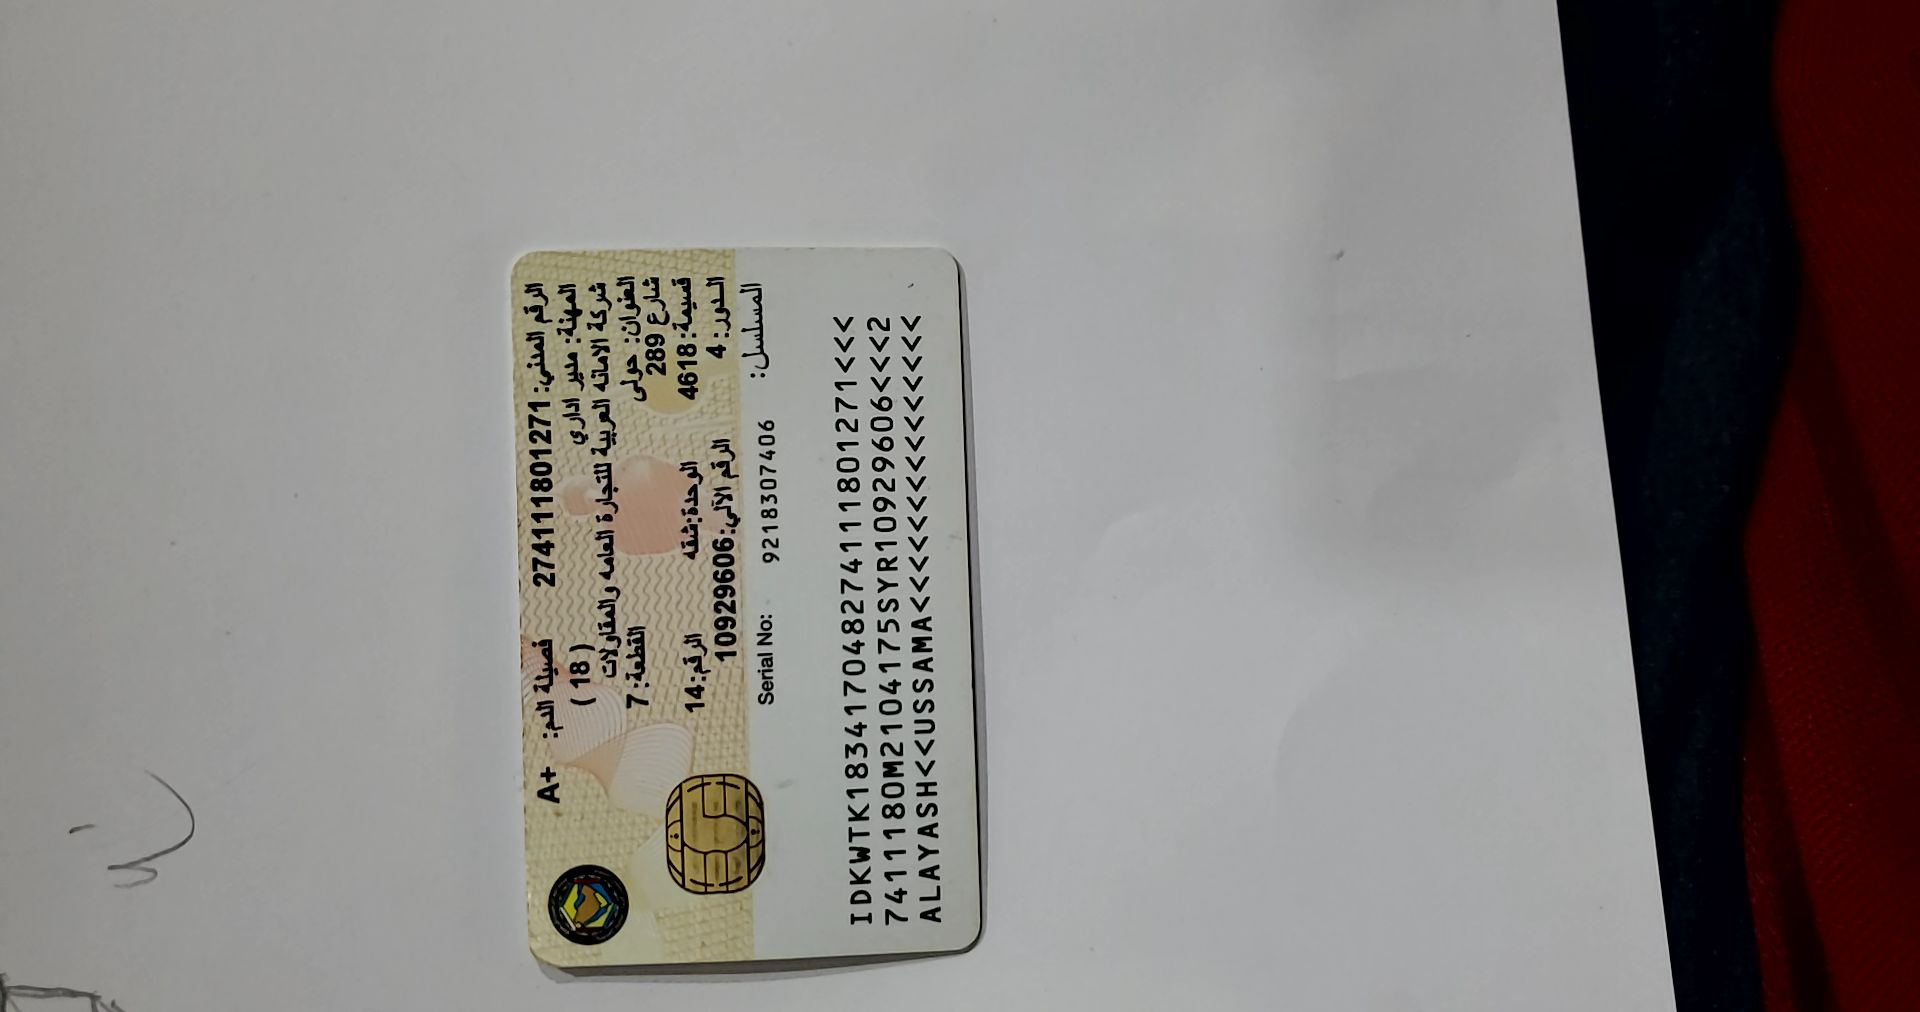 الرقم المدني: 274111801271 فصيلة الدم: A+
المهنة: مدير اداري (18)
شركة الامانه العربية للتجارة العامه والمقاولات
العنوان: حولى القطعة: 7
شارع 289
قسيمة: 4618 الوحدة: شقه الرقم: 14
الدور: 4 الرقم الآلي: 10929606
المسلسل: 9218307406 Serial No:
IDKWTK183417048274111801271<<<
7411180M2104175SYR10929606<<<2
ALAYASH<<USSAMA<<<<<<<<<<<<<<<